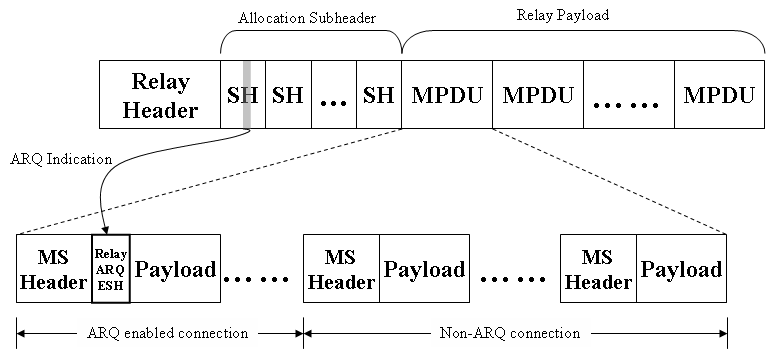 Allocation Subheader
Relay Payload
Relay Header
SH
SH
...
SH
MPDU
MPDU
... ...
MPDU
ARQ Indication
MS Header
Relay ARQ ESH
Payload
... ...
MS Header
Payload
... ...
MS Header
Payload
ARQ enabled connection
Non-ARQ connection